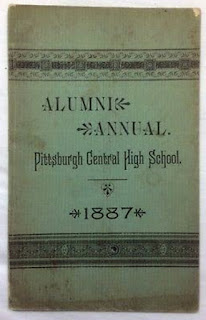 ALUMNI
ANNUAL.
Pittsburgh Central High School.
1887